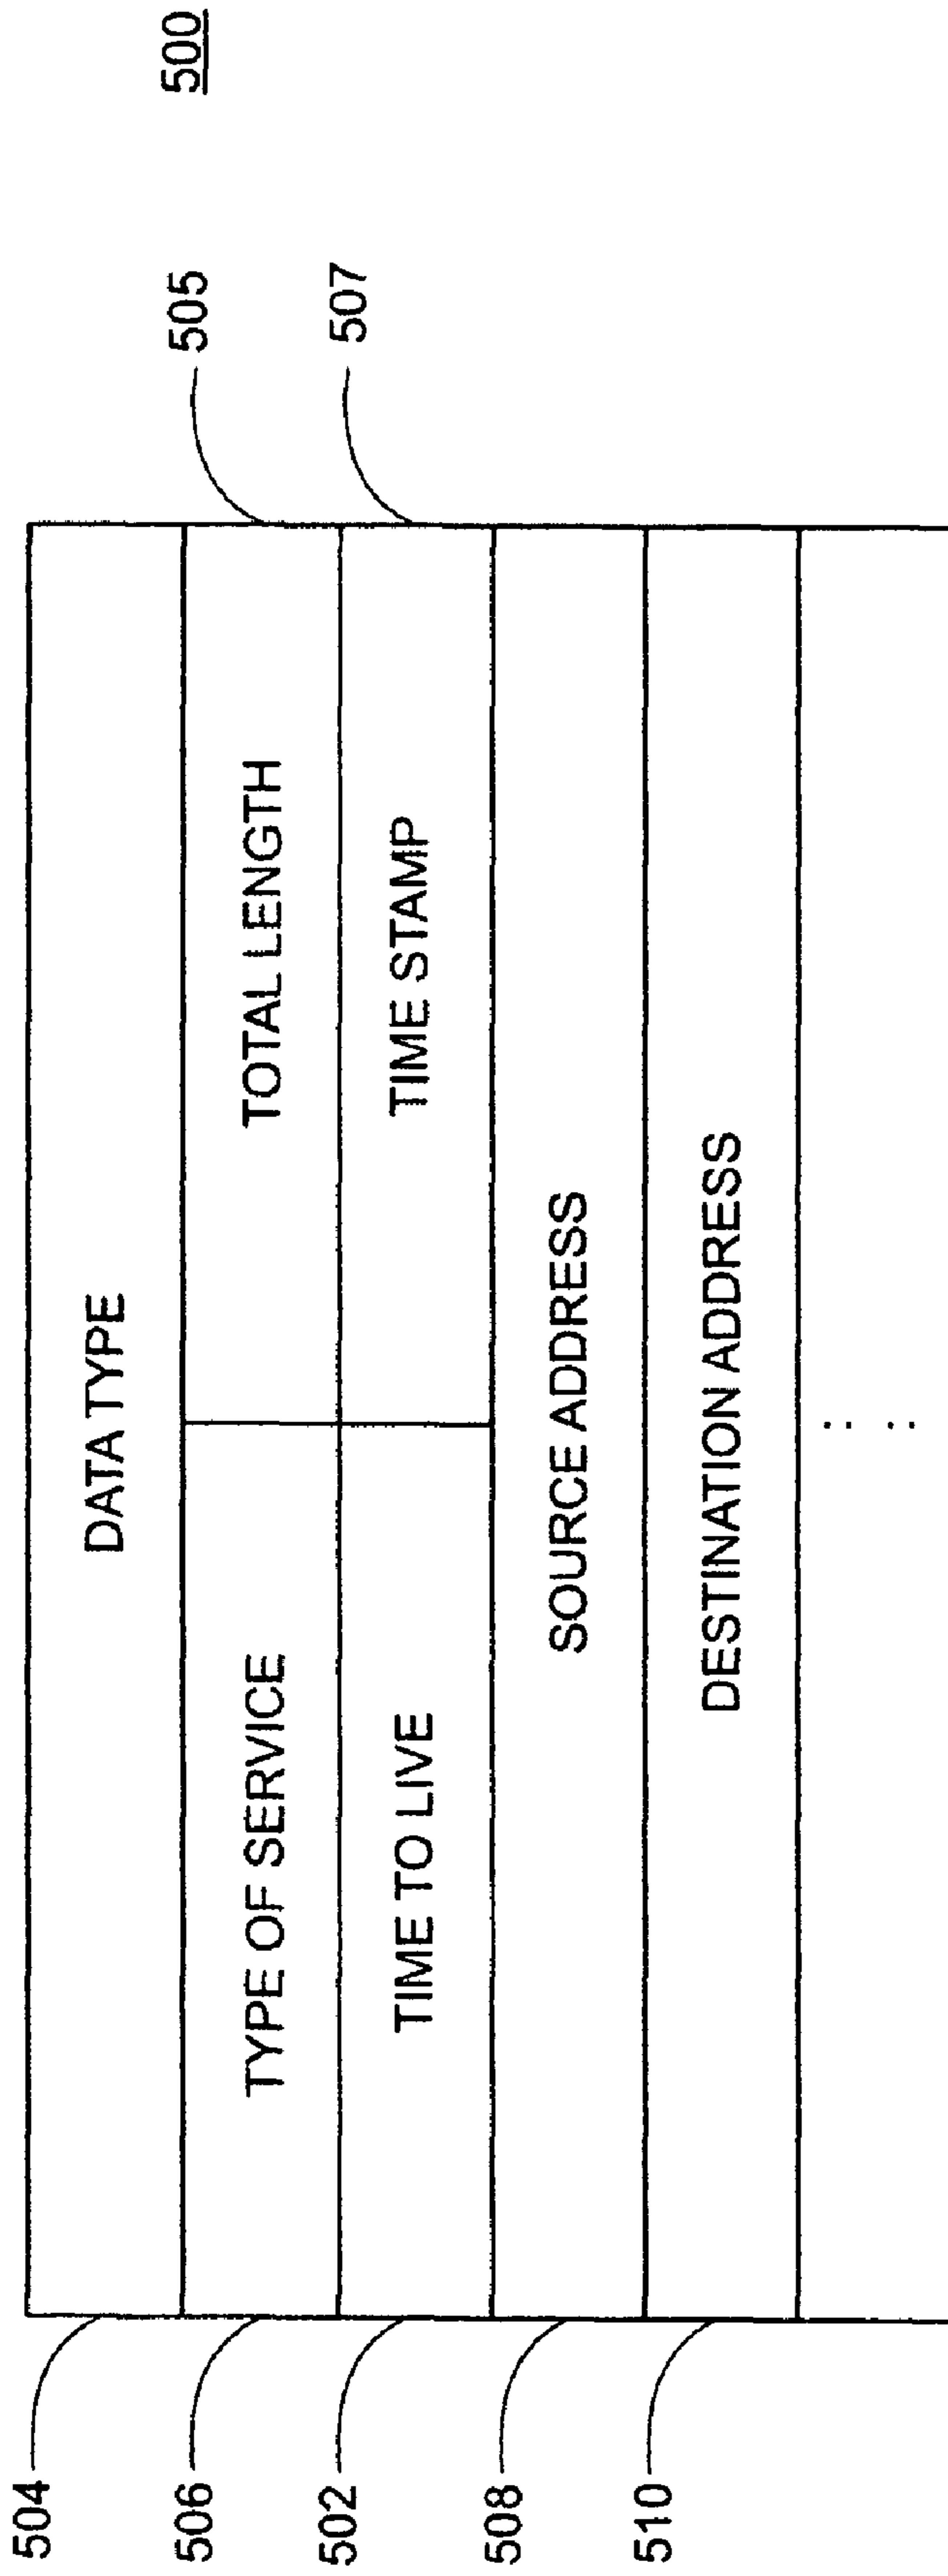 500
504
DATA TYPE
506
TYPE OF SERVICE
TOTAL LENGTH
505
502
TIME TO LIVE
TIME STAMP
507
508
SOURCE ADDRESS
510
DESTINATION ADDRESS